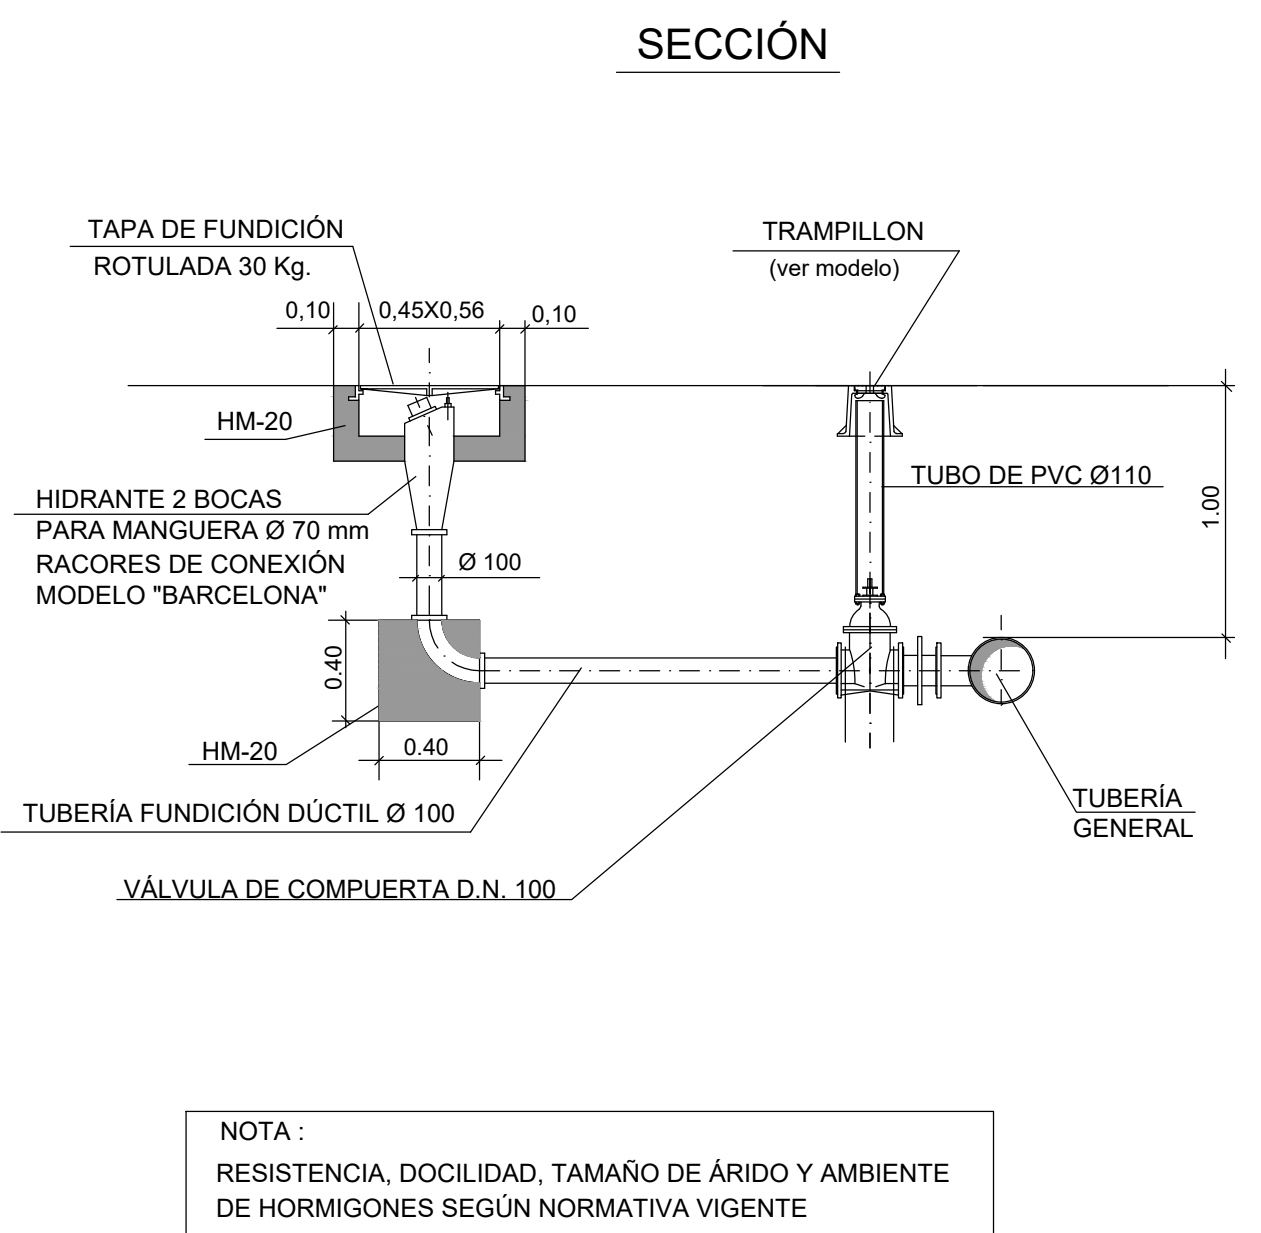 SECCIÓN
TAPA DE FUNDICIÓN
ROTULADA 30 Kg.
TRAMPILLON
(ver modelo)
0,10
0,45X0,56
0,10
HM-20
TUBO DE PVC Ø110
1.00
HIDRANTE 2 BOCAS
PARA MANGUERA Ø 70 mm
RACORES DE CONEXIÓN
MODELO "BARCELONA"
Ø 100
0.40
HM-20
0.40
TUBERÍA FUNDICIÓN DÚCTIL Ø 100
TUBERÍA
GENERAL
VÁLVULA DE COMPUERTA D.N. 100
NOTA :
RESISTENCIA, DOCILIDAD, TAMAÑO DE ÁRIDO Y AMBIENTE
DE HORMIGONES SEGÚN NORMATIVA VIGENTE